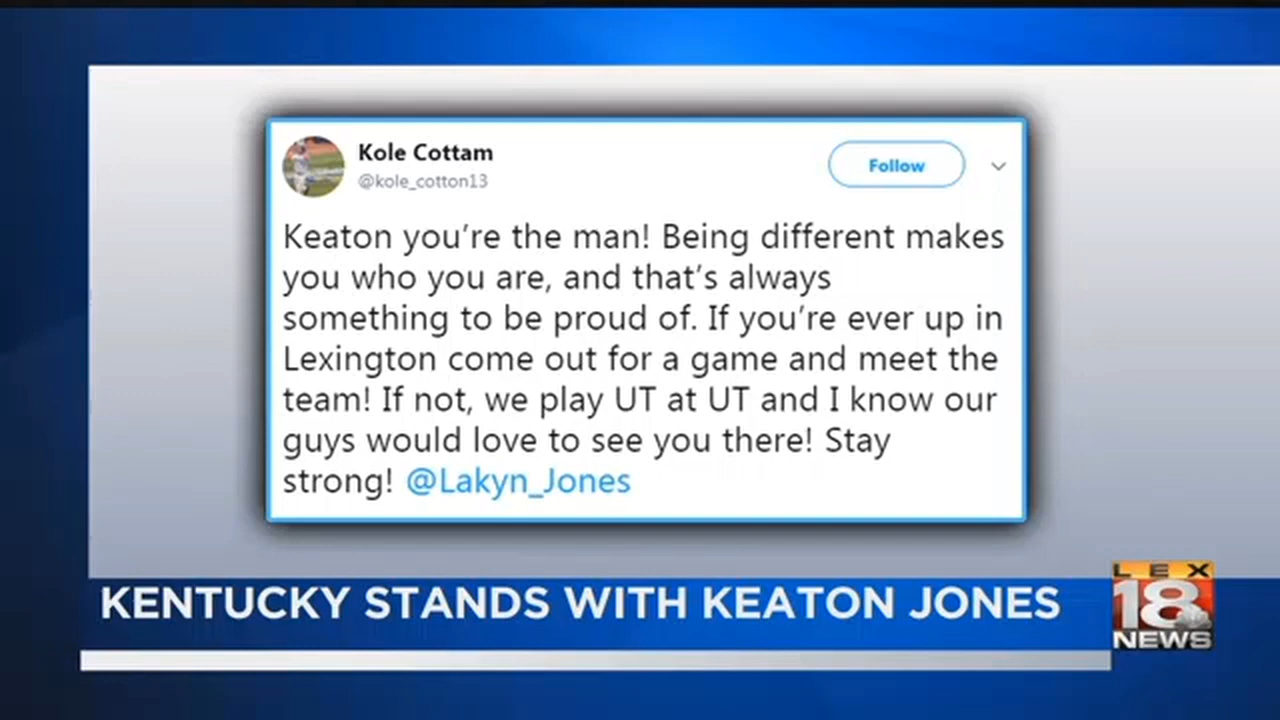 Kole Cottam
@kole_cotton13
Follow
Keaton you're the man! Being different makes
you who you are, and that's always
something to be proud of. If you're ever up in
Lexington come out for a game and meet the
team! If not, we play UT at UT and I know our
guys would love to see you there! Stay
strong! @Lakyn_Jones
KENTUCKY STANDS WITH KEATON JONES
LEX
18
NEWS